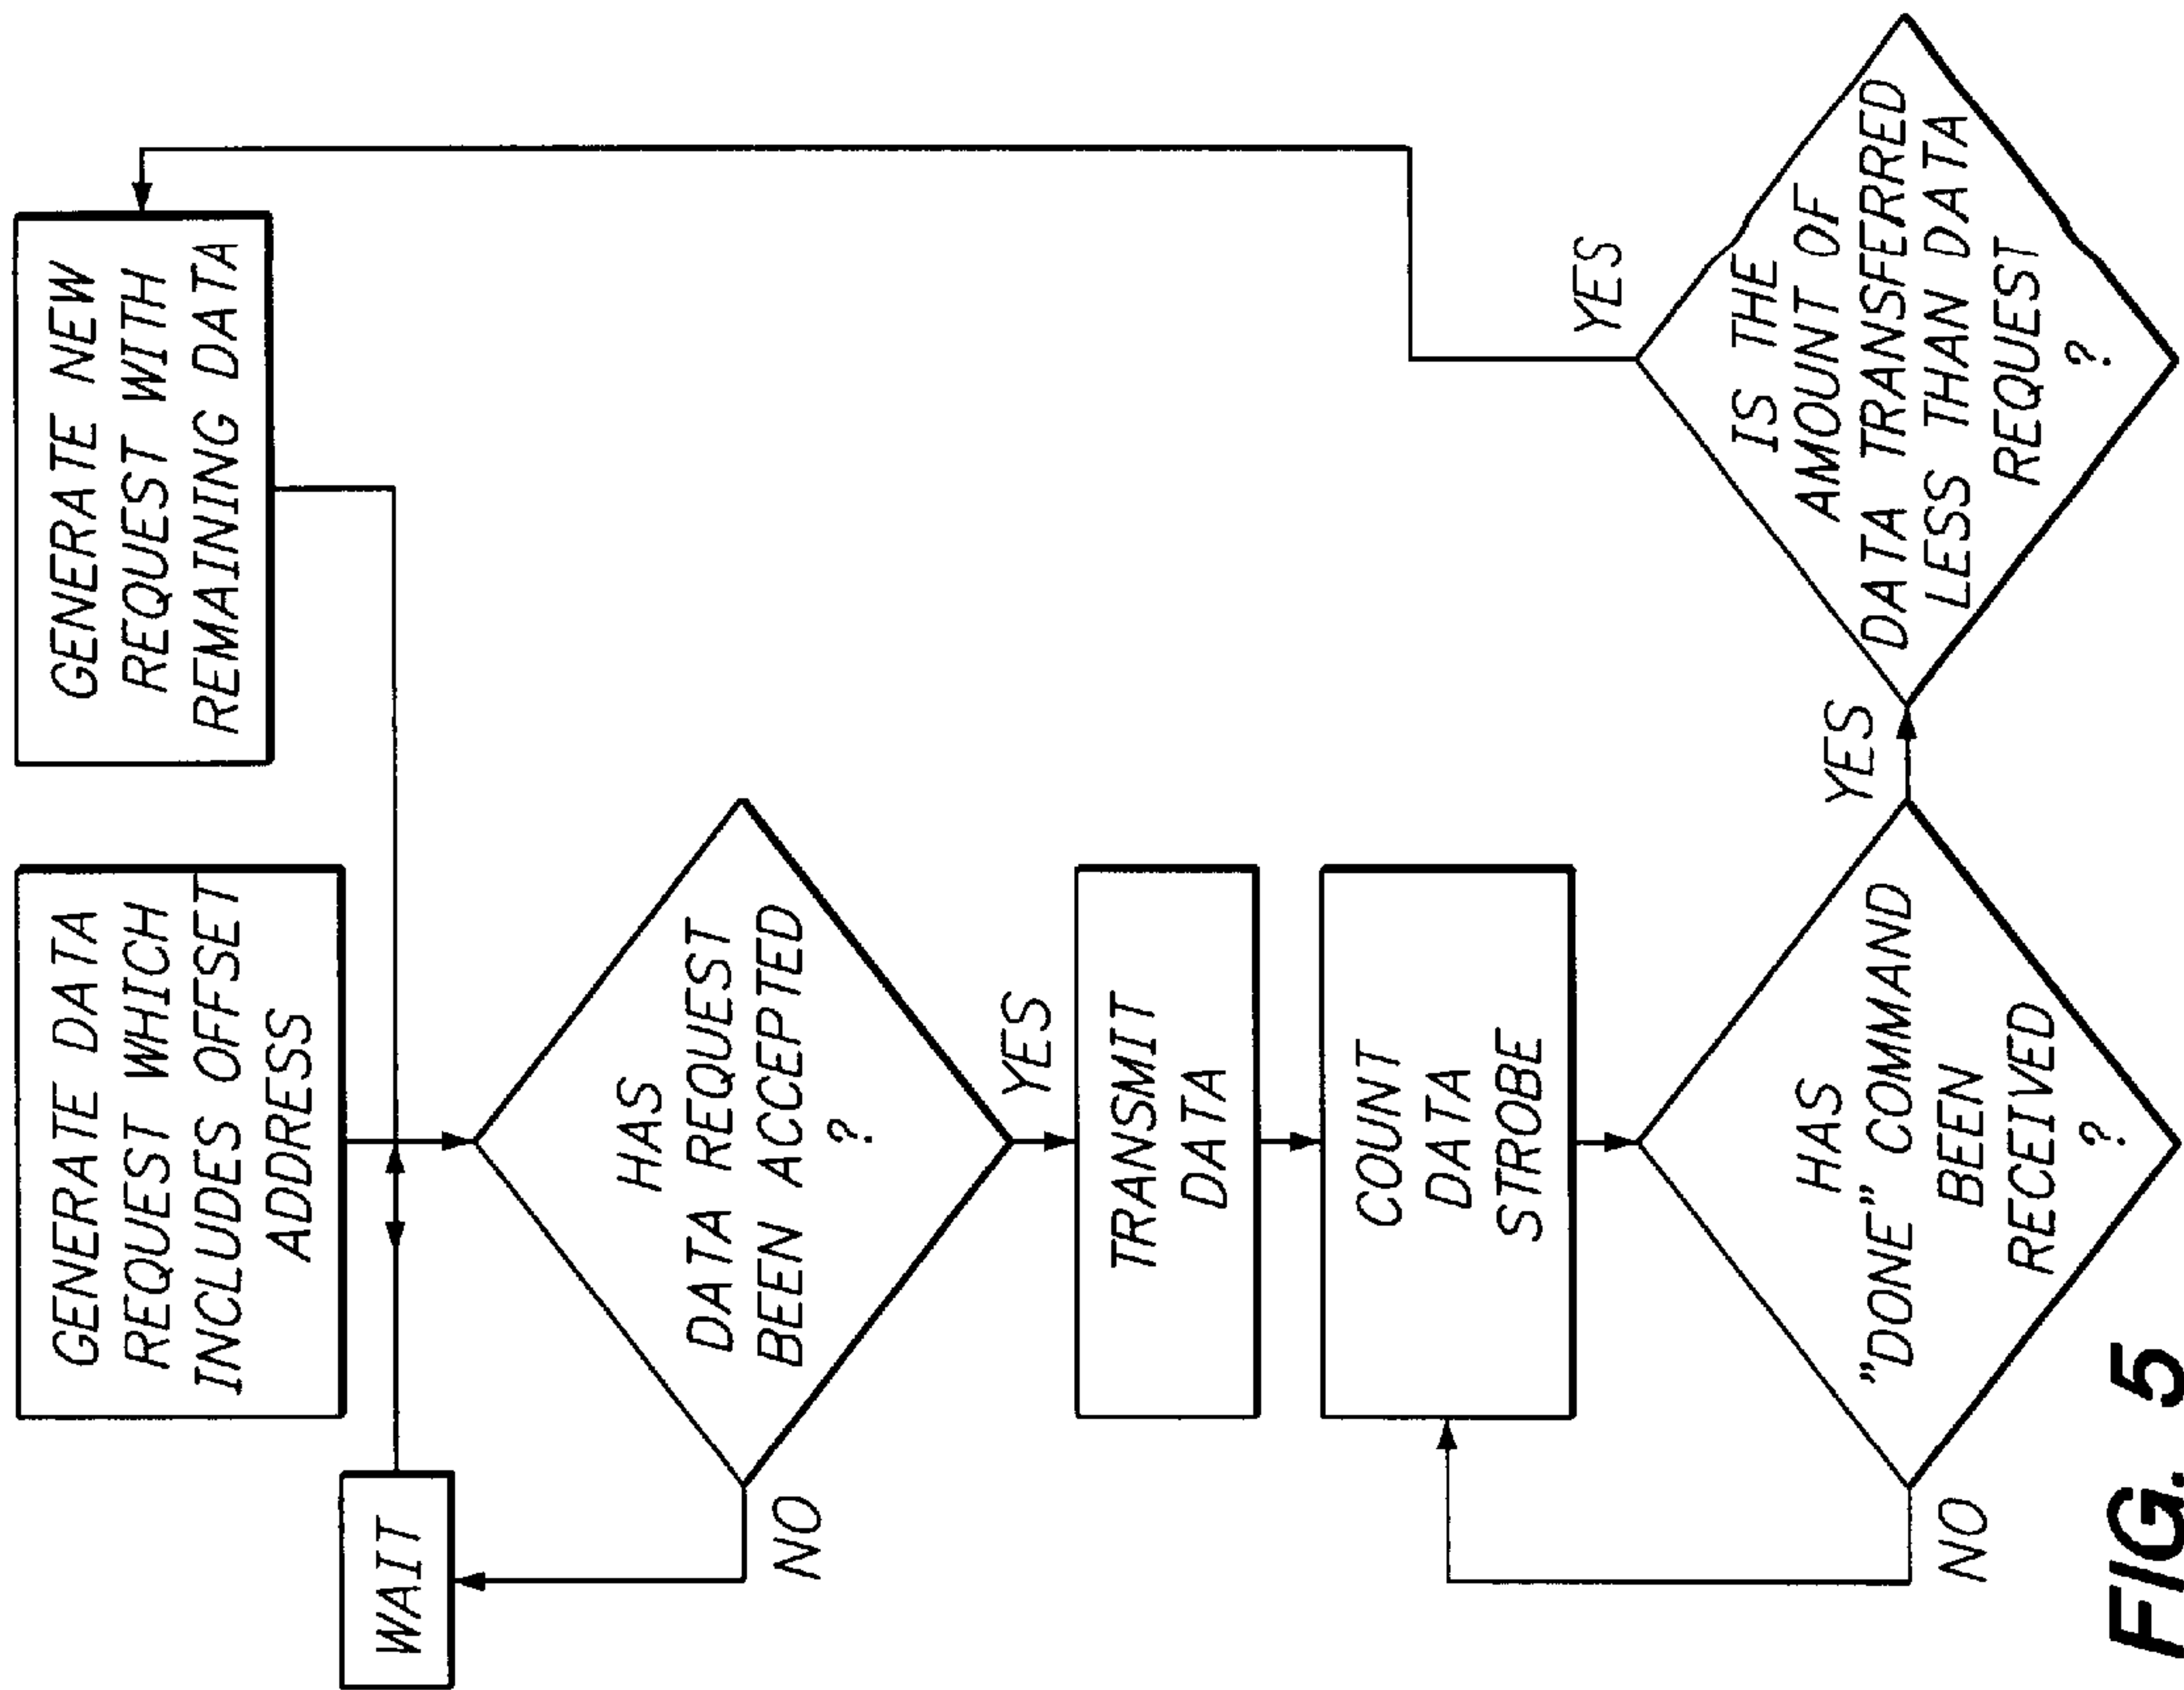 GENERATE DATA
REQUEST WHICH
INCLUDES OFFSET
ADDRESS
GENERATE NEW
REQUEST WITH
REMAINING DATA
WAIT
HAS
DATA REQUEST
BEEN ACCEPTED
?
NO
YES
TRANSMIT
DATA
COUNT
DATA
STROBE
HAS
"DONE" COMMAND
BEEN
RECEIVED
?
NO
YES
IS THE
AMOUNT OF
DATA TRANSFERRED
LESS THAN DATA
REQUEST
?
YES
FIG. 5